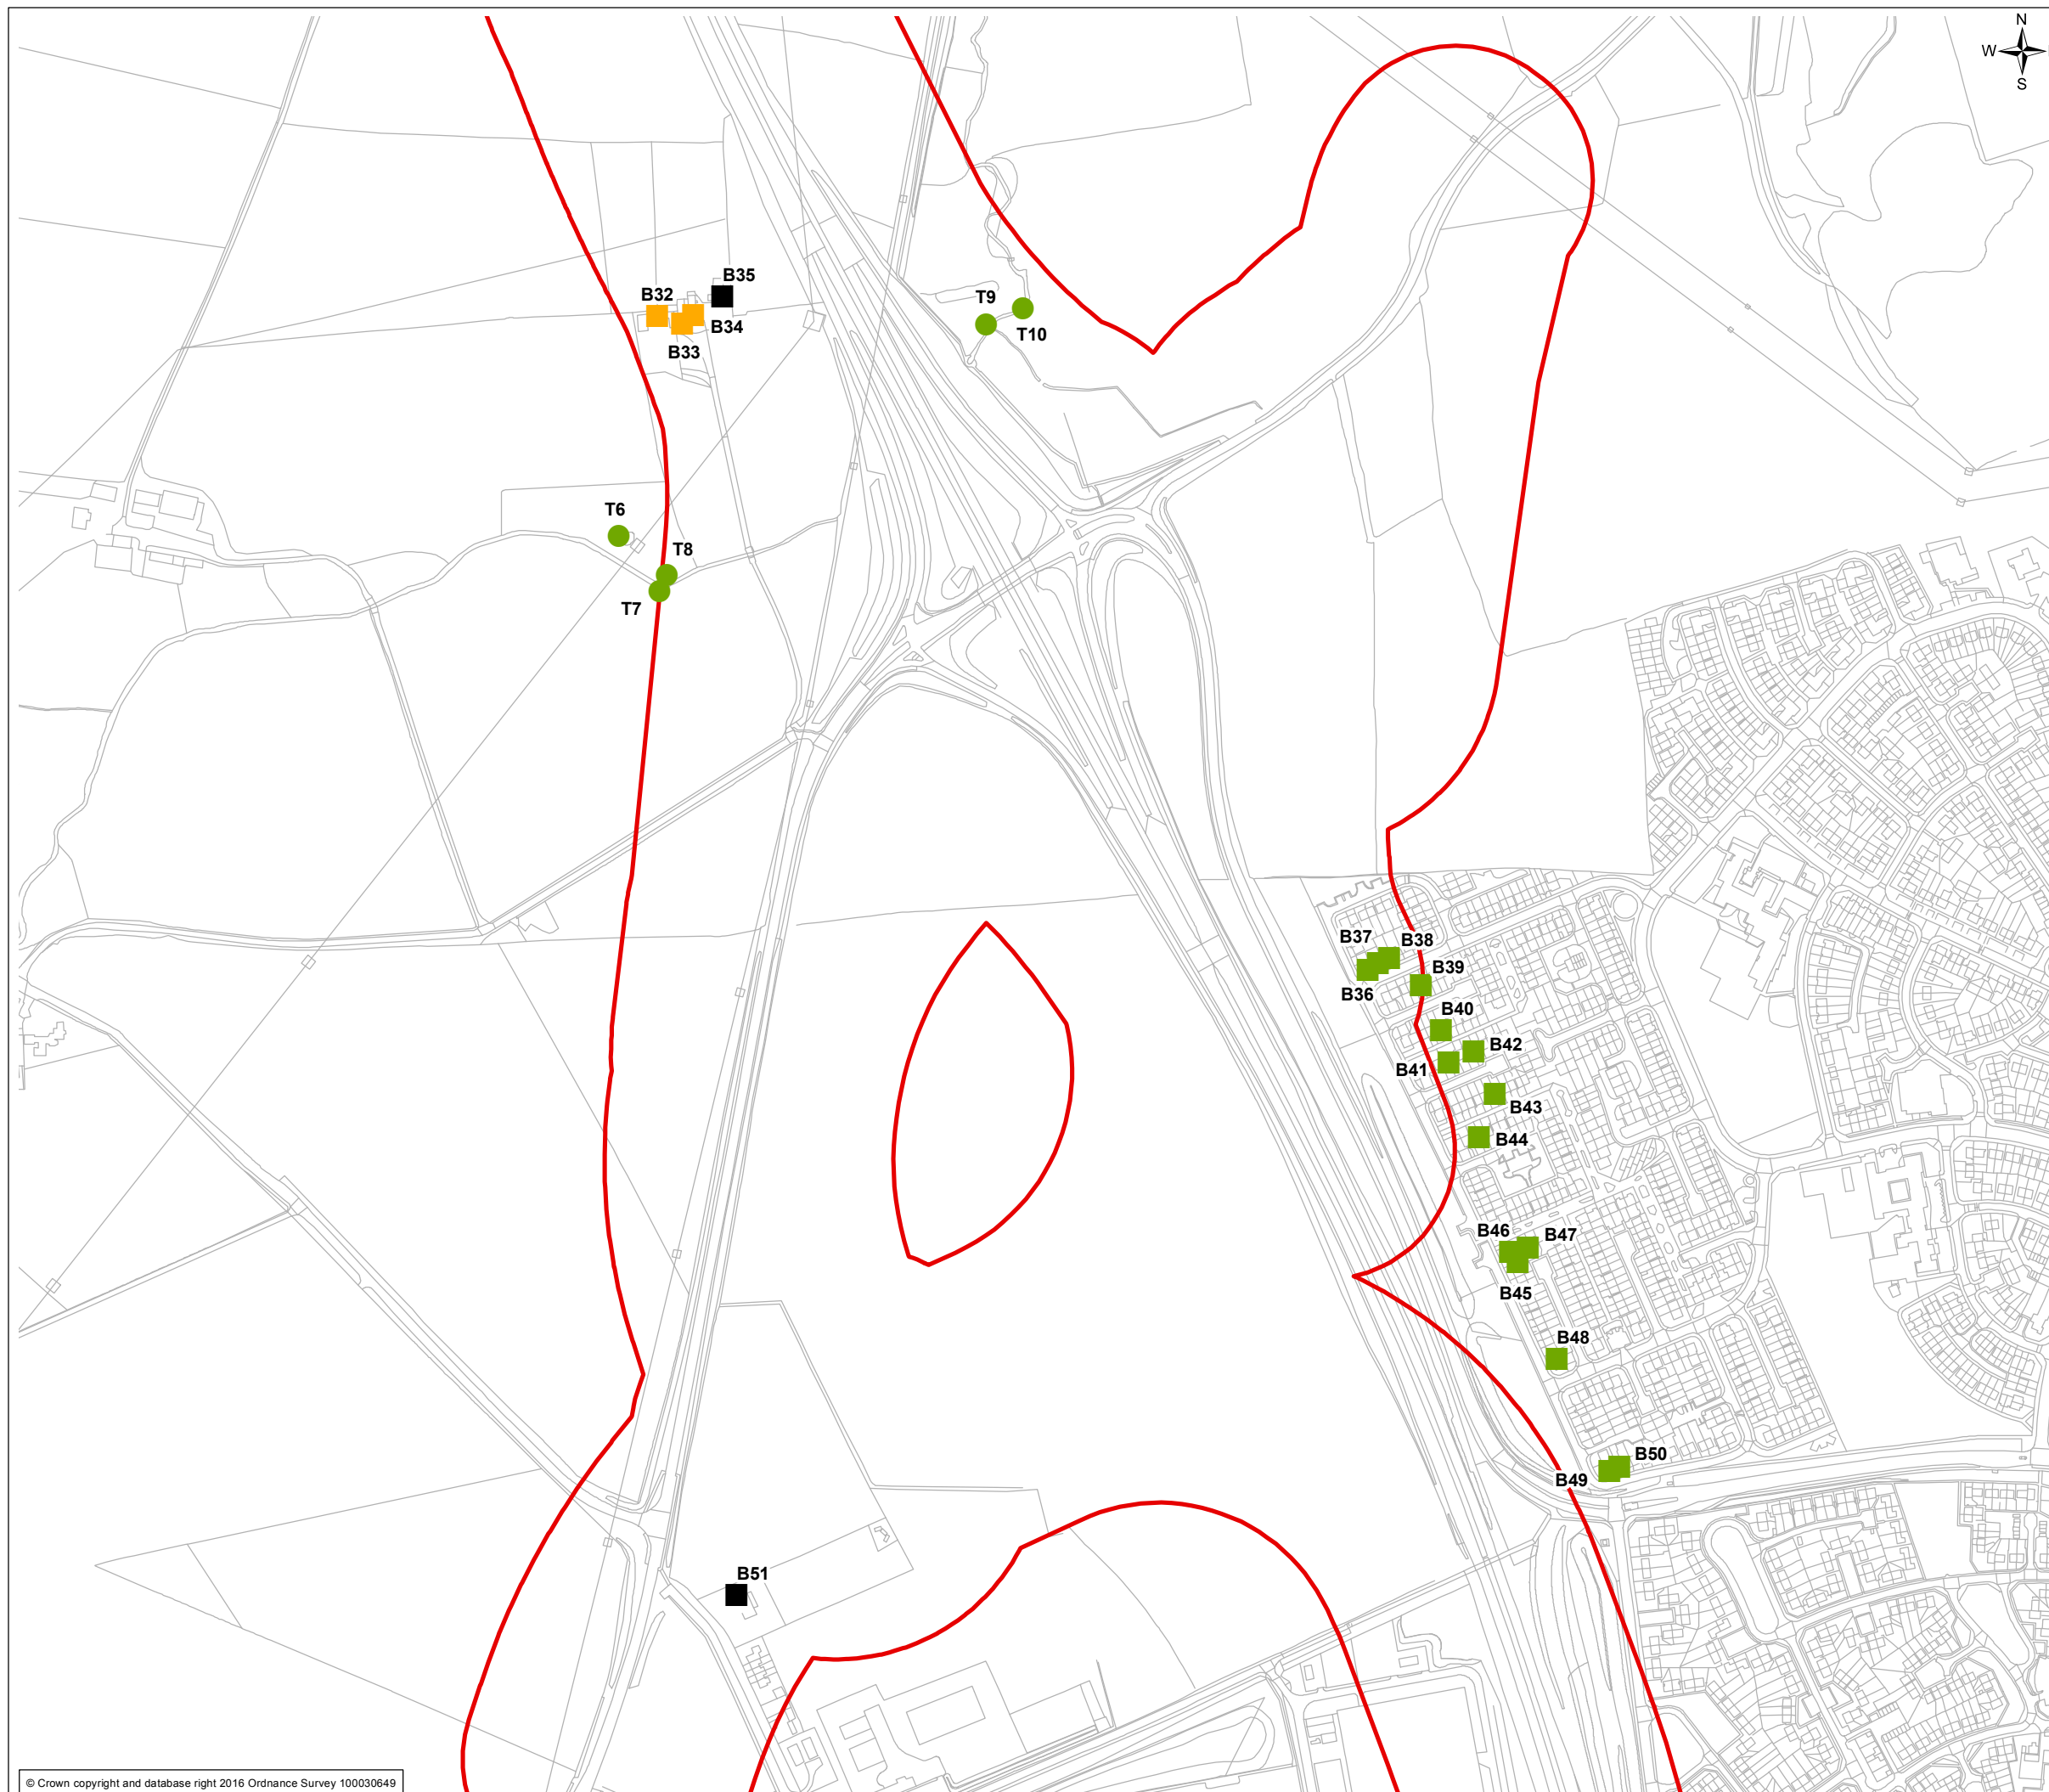 N
W
S
B35
B32
B34
B33
T9
T10
T6
T8
T7
B37
B38
B39
B36
B40
B42
B41
B43
B44
B46
B47
B45
B48
B50
B49
B51
© Crown copyright and database right 2016 Ordnance Survey 100030649